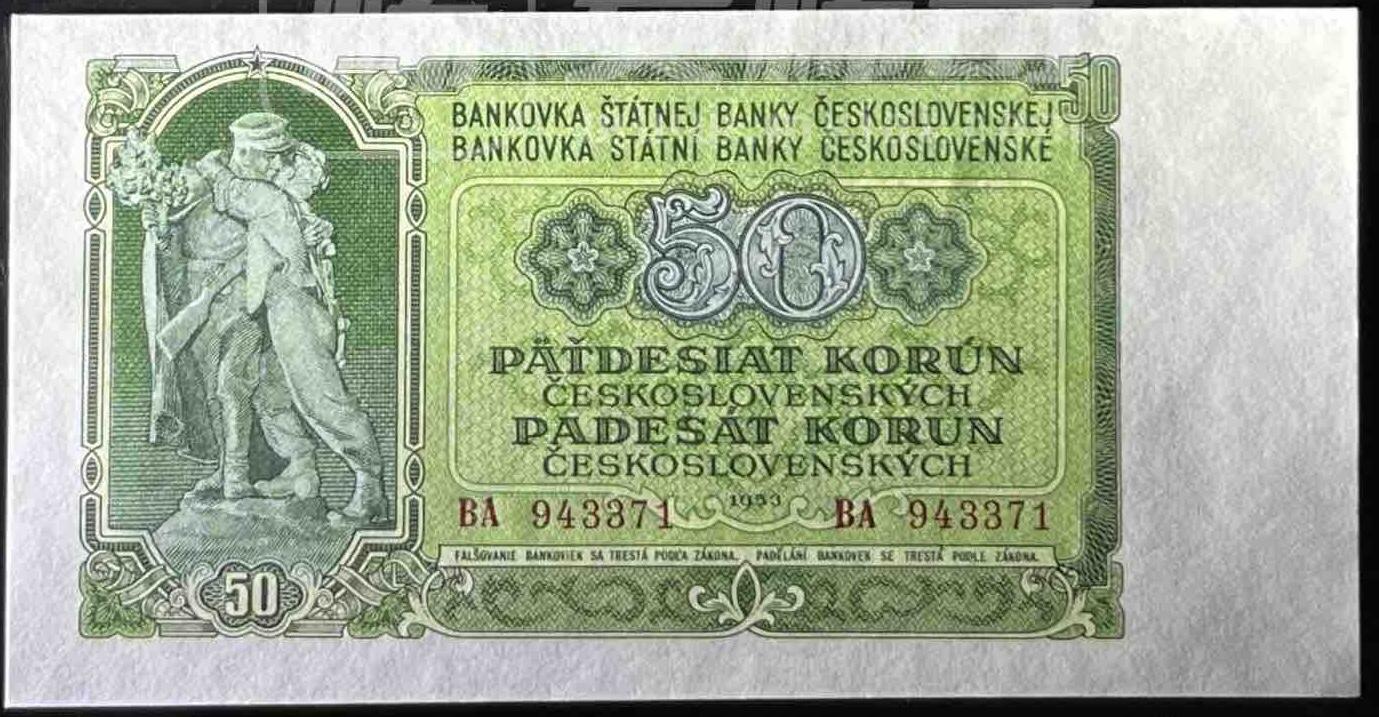 50
BANKOVKA ŠTÁTNEJ BANKY ČESKOSLOVENSKEJ
BANKOVKA STÁTNÍ BANKY ČESKOSLOVENSKÉ
50
PÄŤDESIAT KORÚN
ČESKOSLOVENSKÝCH
PADESÁT KORUN
ČESKOSLOVENSKÝCH
1953
BA 943371 BA 943371
FALŠOVANIE BANKOVIEK SA TRESTÁ PODĽA ZÁKONA. PADĚLÁNÍ BANKOVEK SE TRESTÁ PODLE ZÁKONA.
50